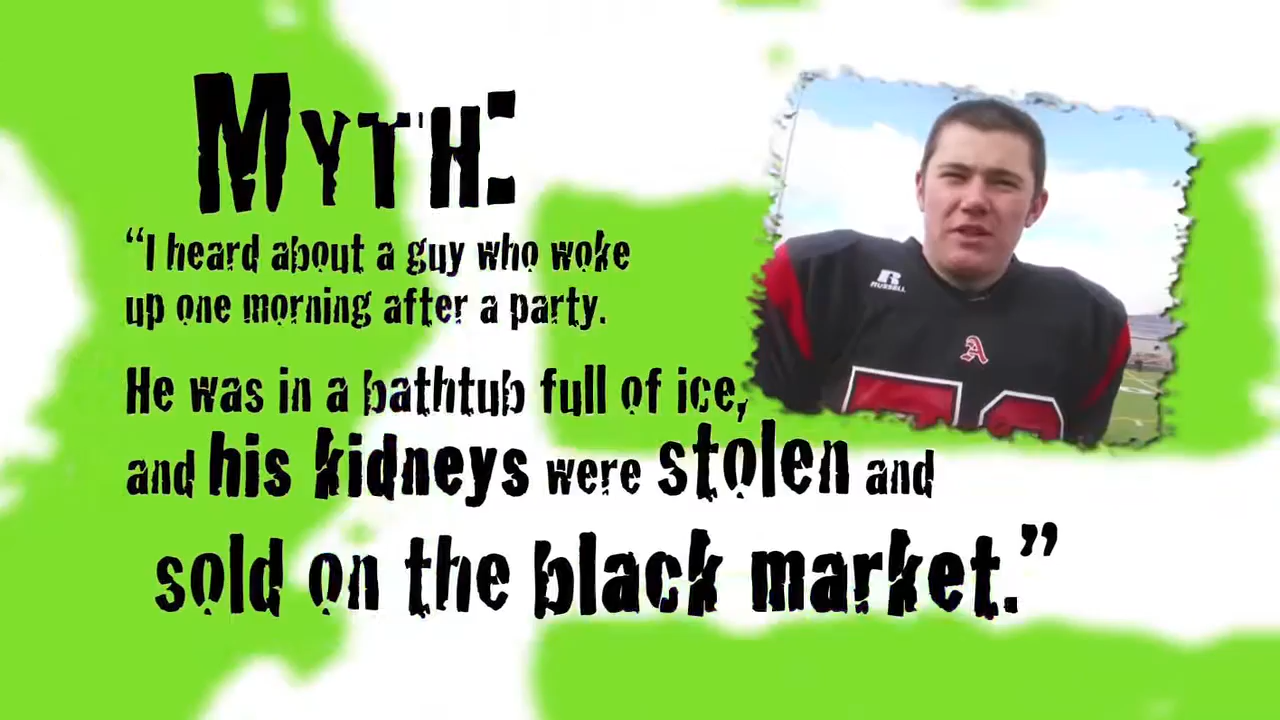 Myth:
“I heard about a guy who woke
up one morning after a party.
He was in a bathtub full of ice,
and his kidneys were stolen and
sold on the black market.”
R
RUSSELL
A